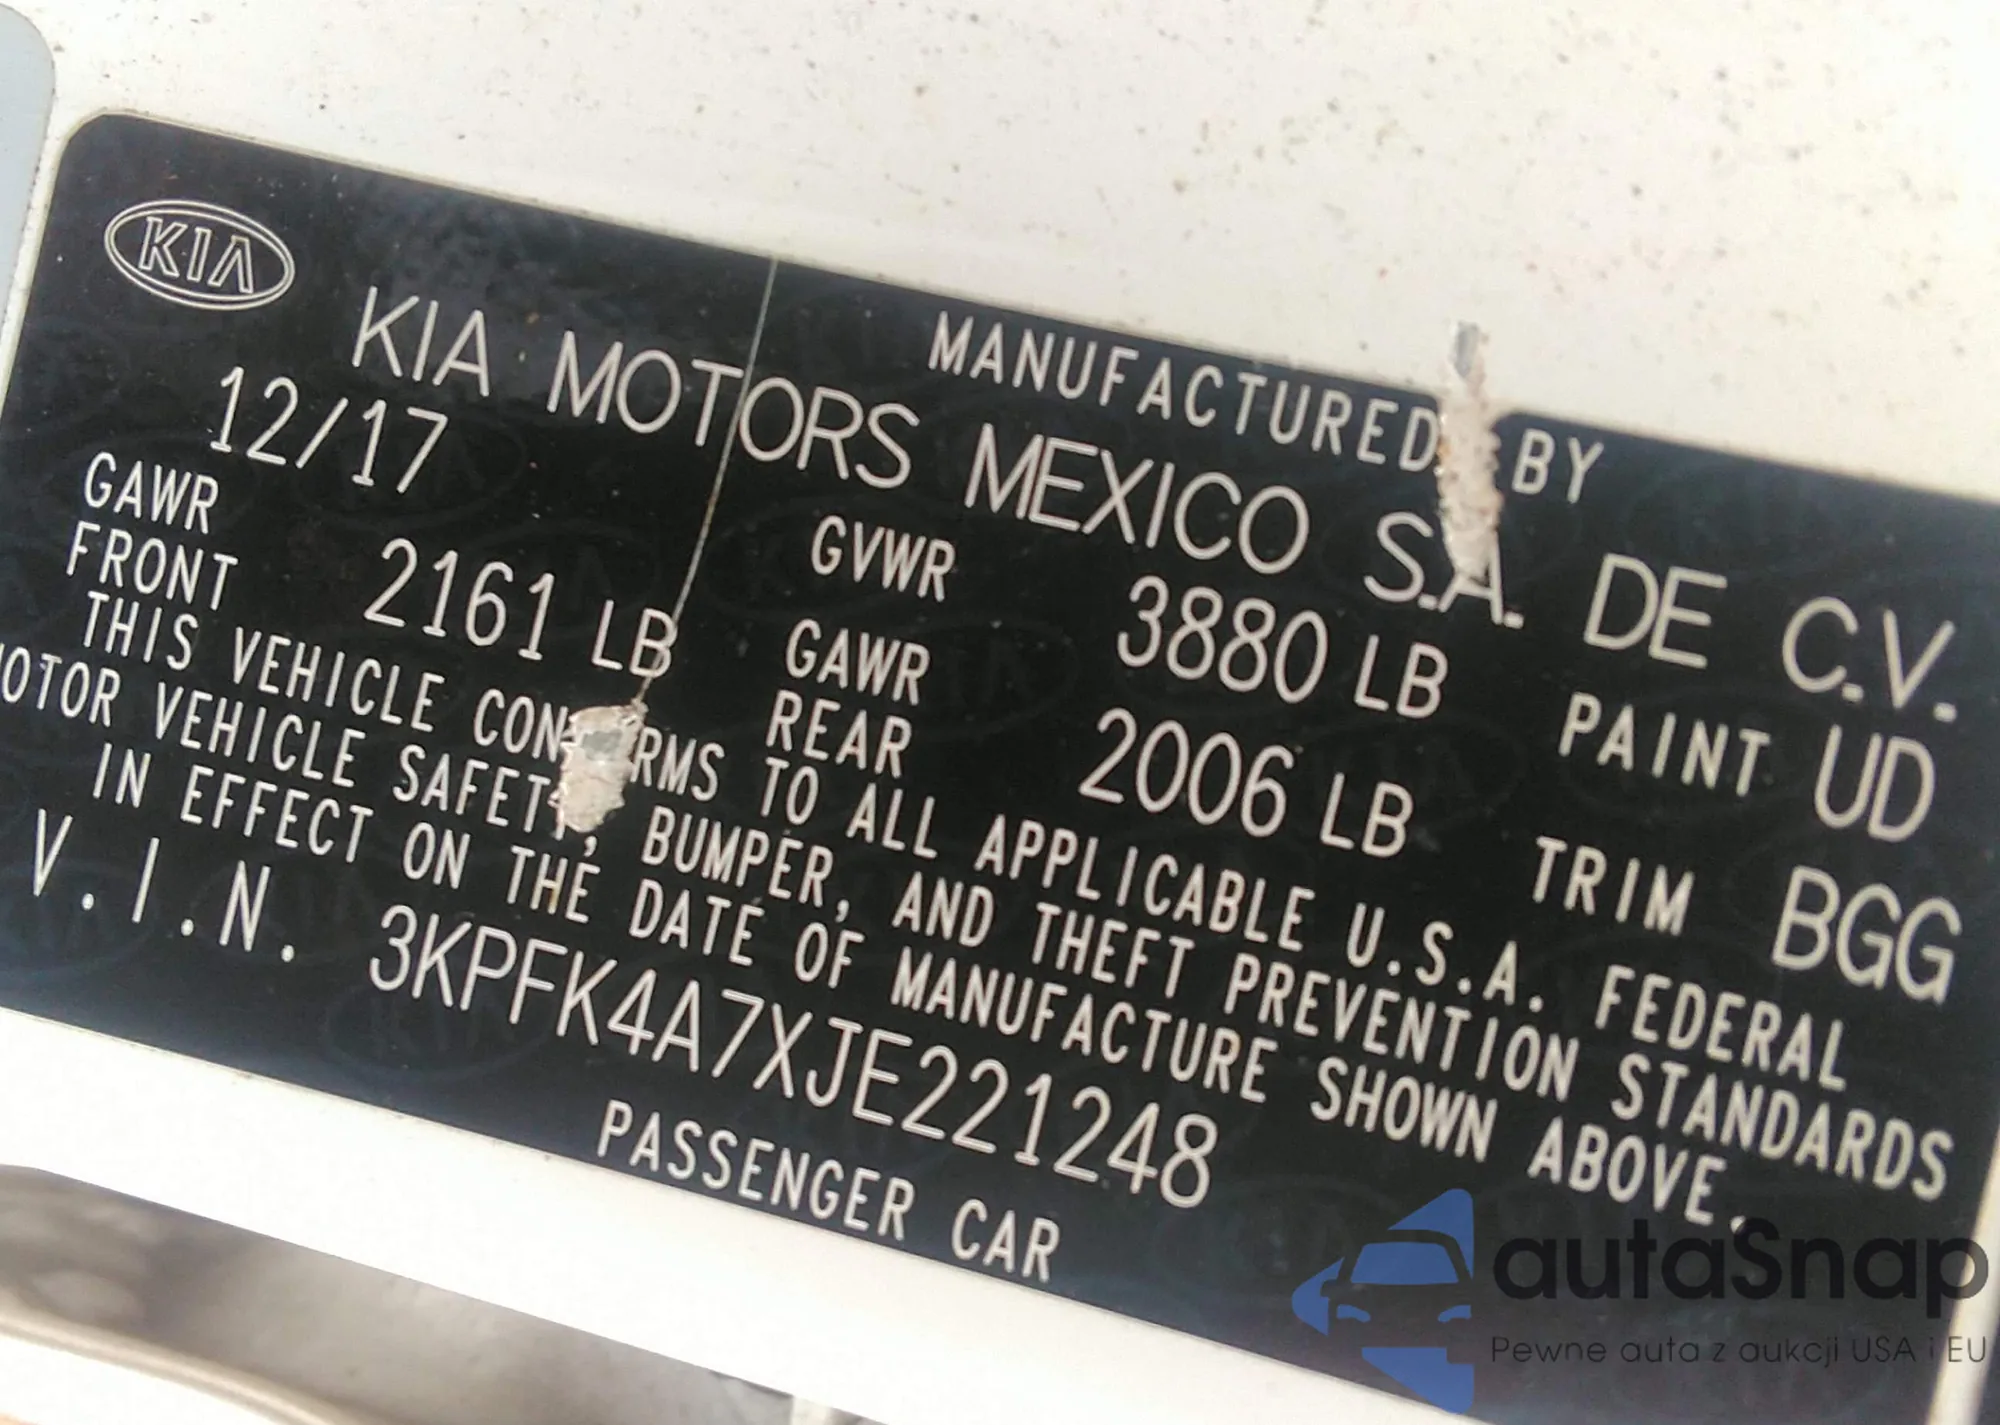 KIA
MANUFACTURED BY
KIA MOTORS MEXICO S.A. DE C.V.
12/17 GVWR 3880 LB PAINT UD
GAWR FRONT 2161 LB GAWR REAR 2006 LB TRIM BGG
THIS VEHICLE CON RMS TO ALL APPLICABLE U.S.A. FEDERAL
OTOR VEHICLE SAFETY, BUMPER, AND THEFT PREVENTION STANDARDS
IN EFFECT ON THE DATE OF MANUFACTURE SHOWN ABOVE.
V.I.N. 3KPFK4A7XJE221248
PASSENGER CAR
autaSnap
Pewne auta z aukcji USA i EU